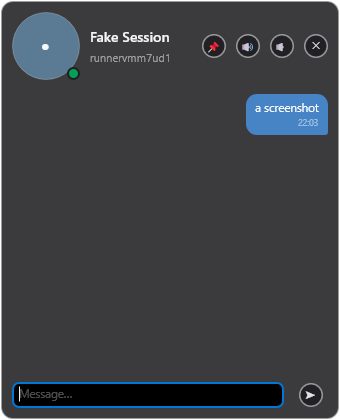 Fake Session
runnervmm7ud1
a screenshot
22:03
Message...